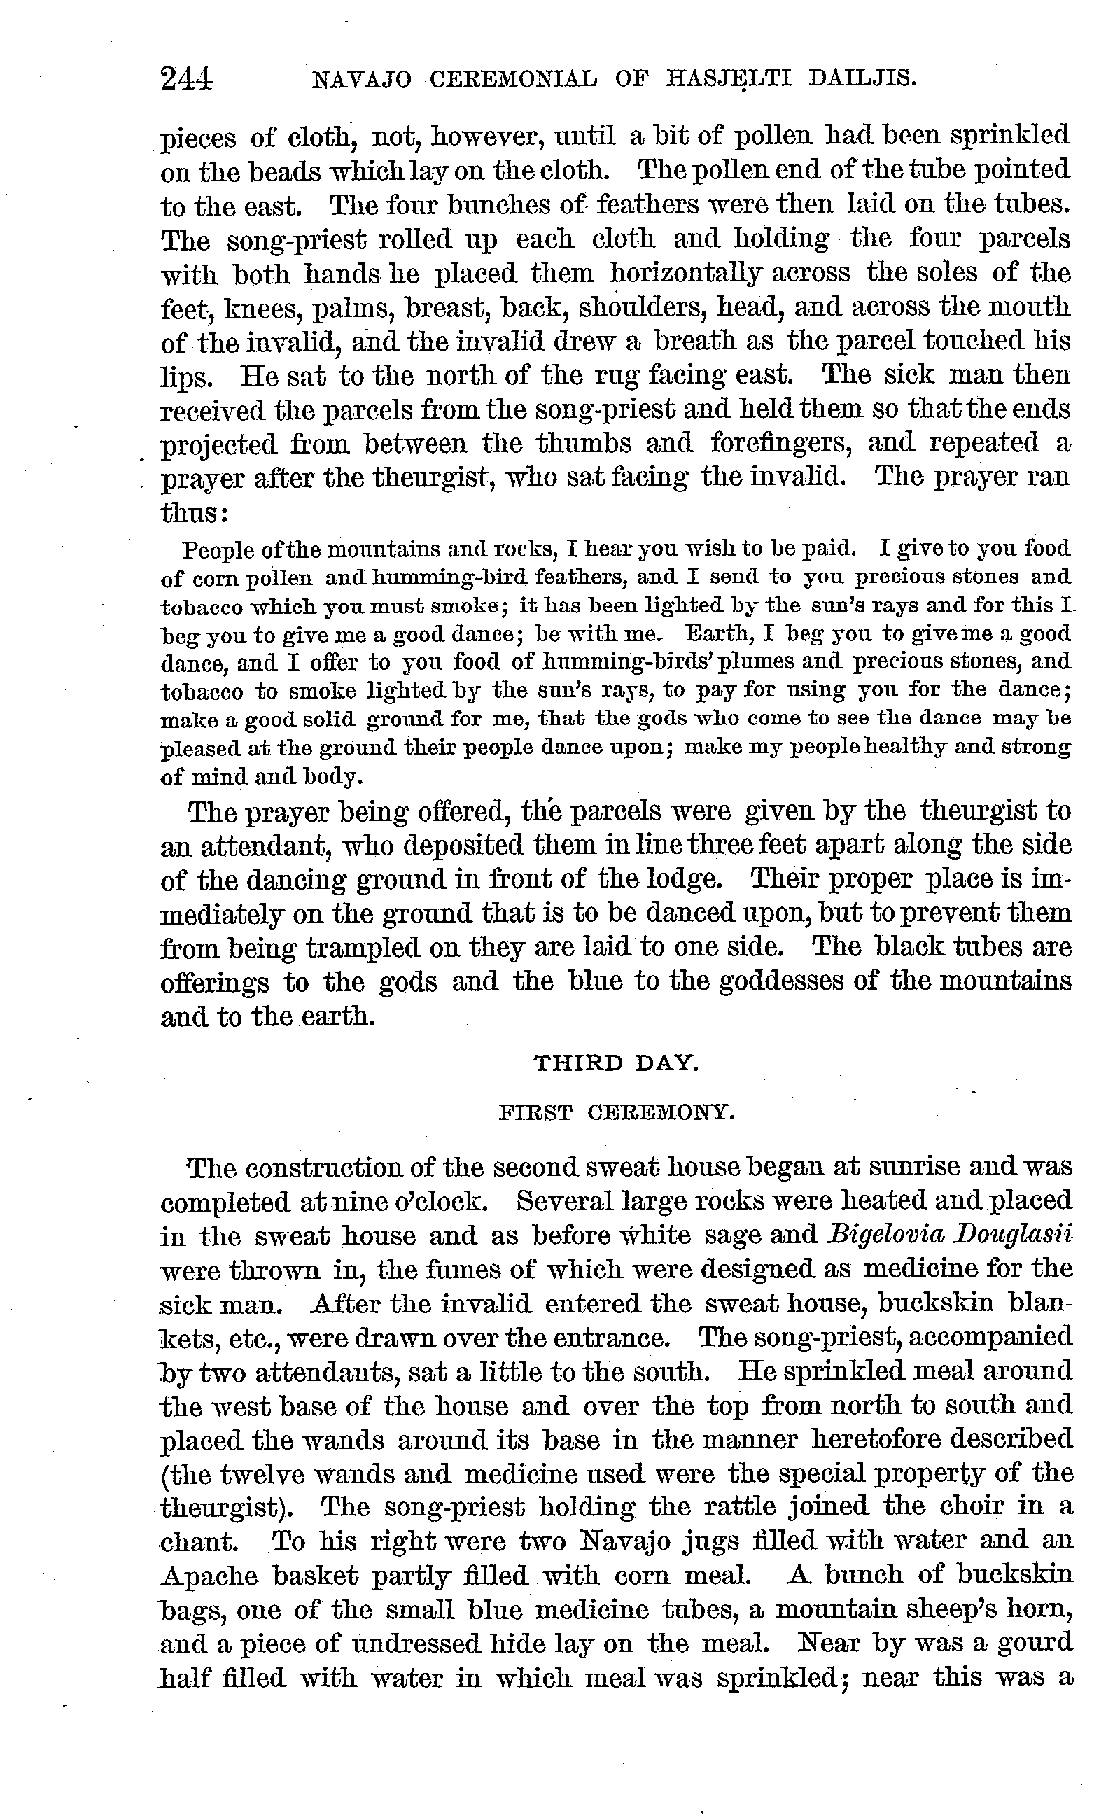 244 NAVAJO CEREMONIAL OF HASJĘLTI DAILJIS.
pieces of cloth, not, however, until a bit of pollen had been sprinkled
on the beads which lay on the cloth. The pollen end of the tube pointed
to the east. The four bunches of feathers were then laid on the tubes.
The song-priest rolled up each cloth and holding the four parcels
with both hands he placed them horizontally across the soles of the
feet, knees, palms, breast, back, shoulders, head, and across the mouth
of the invalid, and the invalid drew a breath as the parcel touched his
lips. He sat to the north of the rug facing east. The sick man then
received the parcels from the song-priest and held them so that the ends
projected from between the thumbs and forefingers, and repeated a
prayer after the theurgist, who sat facing the invalid. The prayer ran
thus:
People of the mountains and rocks, I hear you wish to be paid. I give to you food
of corn pollen and humming-bird feathers, and I send to you precious stones and
tobacco which you must smoke; it has been lighted by the sun's rays and for this I
beg you to give me a good dance; be with me. Earth, I beg you to give me a good
dance, and I offer to you food of humming-birds' plumes and precious stones, and
tobacco to smoke lighted by the sun's rays, to pay for using you for the dance;
make a good solid ground for me, that the gods who come to see the dance may be
pleased at the ground their people dance upon; make my people healthy and strong
of mind and body.
The prayer being offered, the parcels were given by the theurgist to
an attendant, who deposited them in line three feet apart along the side
of the dancing ground in front of the lodge. Their proper place is im-
mediately on the ground that is to be danced upon, but to prevent them
from being trampled on they are laid to one side. The black tubes are
offerings to the gods and the blue to the goddesses of the mountains
and to the earth.
THIRD DAY.
FIRST CEREMONY.
The construction of the second sweat house began at sunrise and was
completed at nine o'clock. Several large rocks were heated and placed
in the sweat house and as before white sage and Bigelovia Douglasii
were thrown in, the fumes of which were designed as medicine for the
sick man. After the invalid entered the sweat house, buckskin blan-
kets, etc., were drawn over the entrance. The song-priest, accompanied
by two attendants, sat a little to the south. He sprinkled meal around
the west base of the house and over the top from north to south and
placed the wands around its base in the manner heretofore described
(the twelve wands and medicine used were the special property of the
theurgist). The song-priest holding the rattle joined the choir in a
chant. To his right were two Navajo jugs filled with water and an
Apache basket partly filled with corn meal. A bunch of buckskin
bags, one of the small blue medicine tubes, a mountain sheep's horn,
and a piece of undressed hide lay on the meal. Near by was a gourd
half filled with water in which meal was sprinkled; near this was a